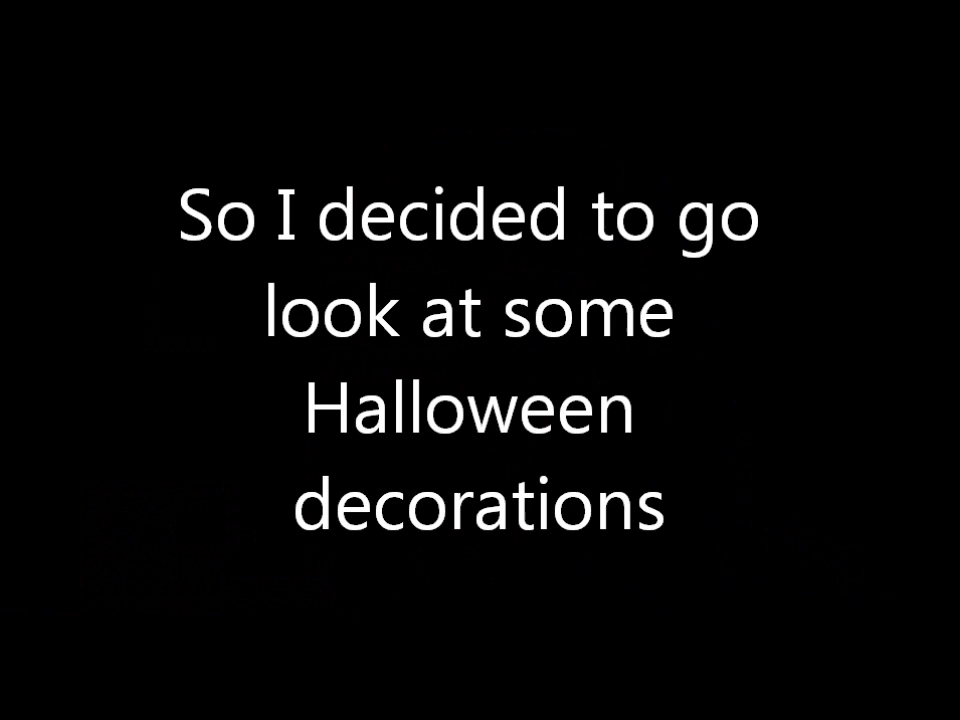 So I decided to go
look at some
Halloween
decorations